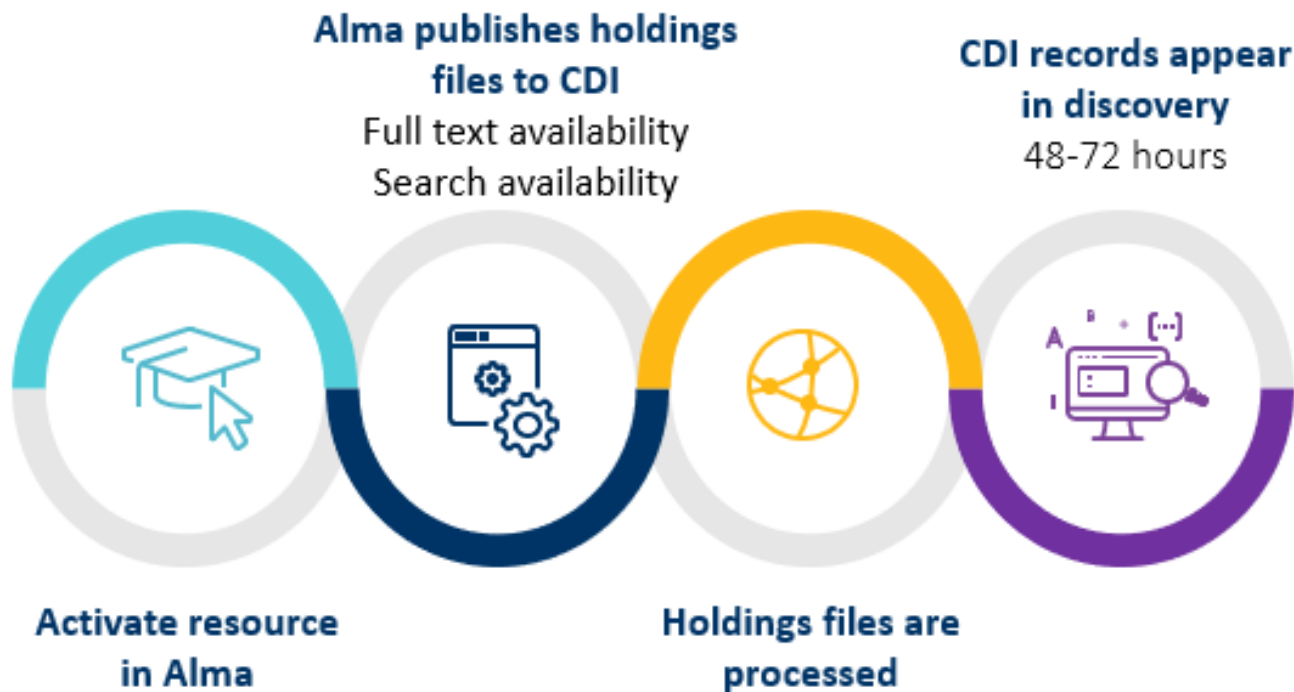 Alma publishes holdings
files to CDI
Full text availability
Search availability
CDI records appear
in discovery
48-72 hours
A
B
+
[...]
I
Activate resource
in Alma
Holdings files are
processed